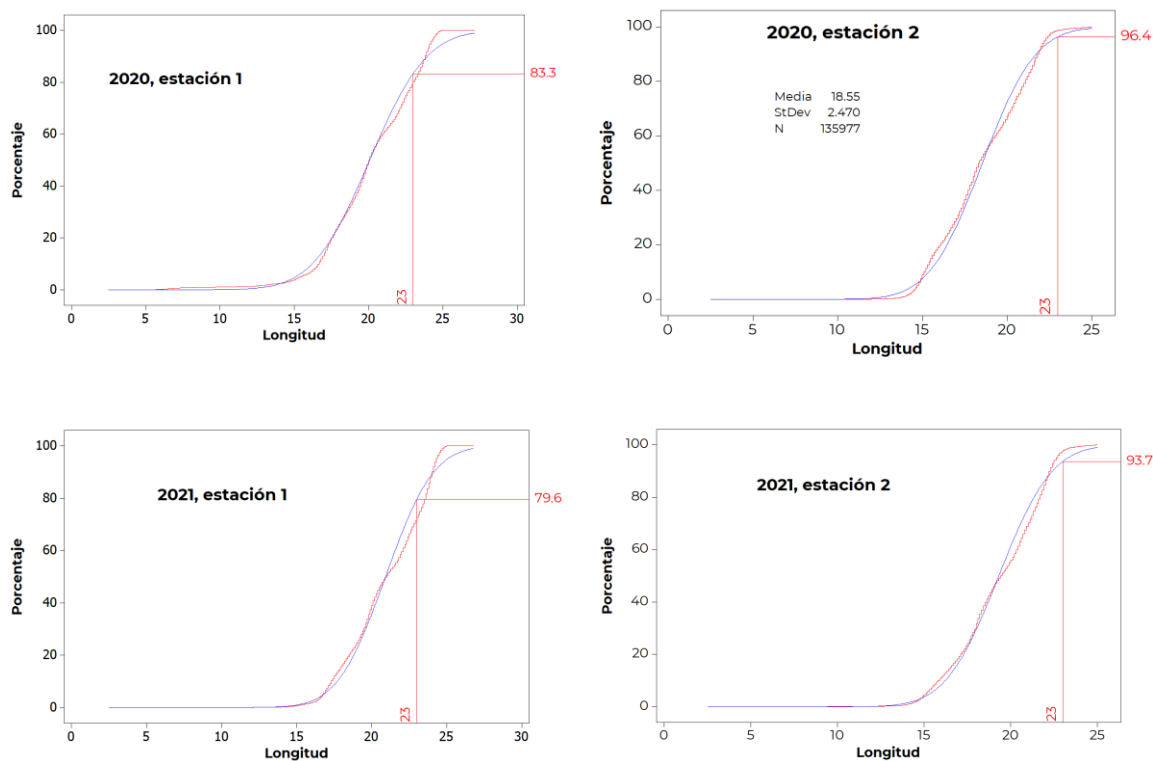 2020, estación 1
Porcentaje
100
80
60
40
20
0
83.3
23
0 5 10 15 20 25 30
Longitud
2020, estación 2
Media 18.55
StDev 2.470
N 135977
Porcentaje
100
80
60
40
20
0
96.4
23
0 5 10 15 20 25
Longitud
2021, estación 1
Porcentaje
100
80
60
40
20
0
79.6
23
0 5 10 15 20 25 30
Longitud
2021, estación 2
Porcentaje
100
80
60
40
20
0
93.7
23
0 5 10 15 20 25
Longitud